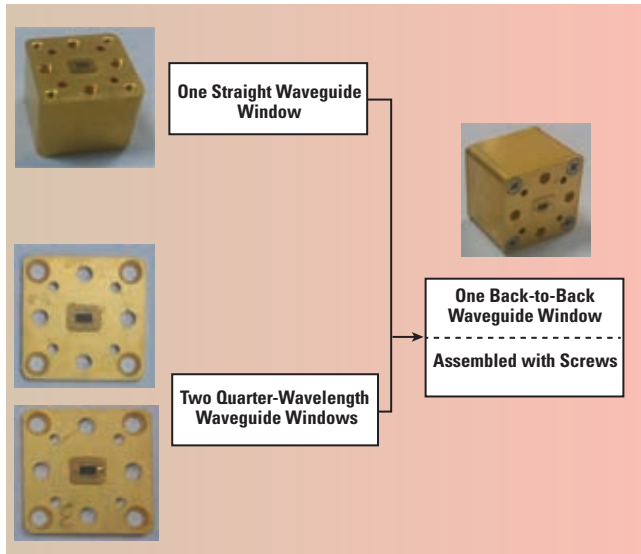 One Straight Waveguide
Window
One Back-to-Back
Waveguide Window
Assembled with Screws
Two Quarter-Wavelength
Waveguide Windows